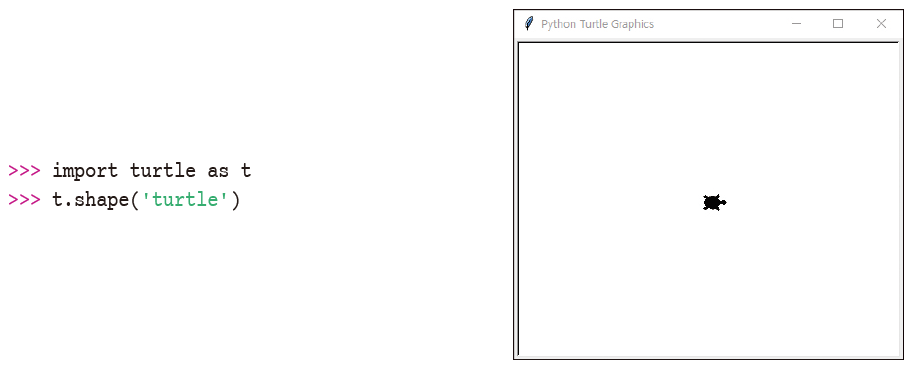 Python Turtle Graphics
>>> import turtle as t
>>> t.shape('turtle')